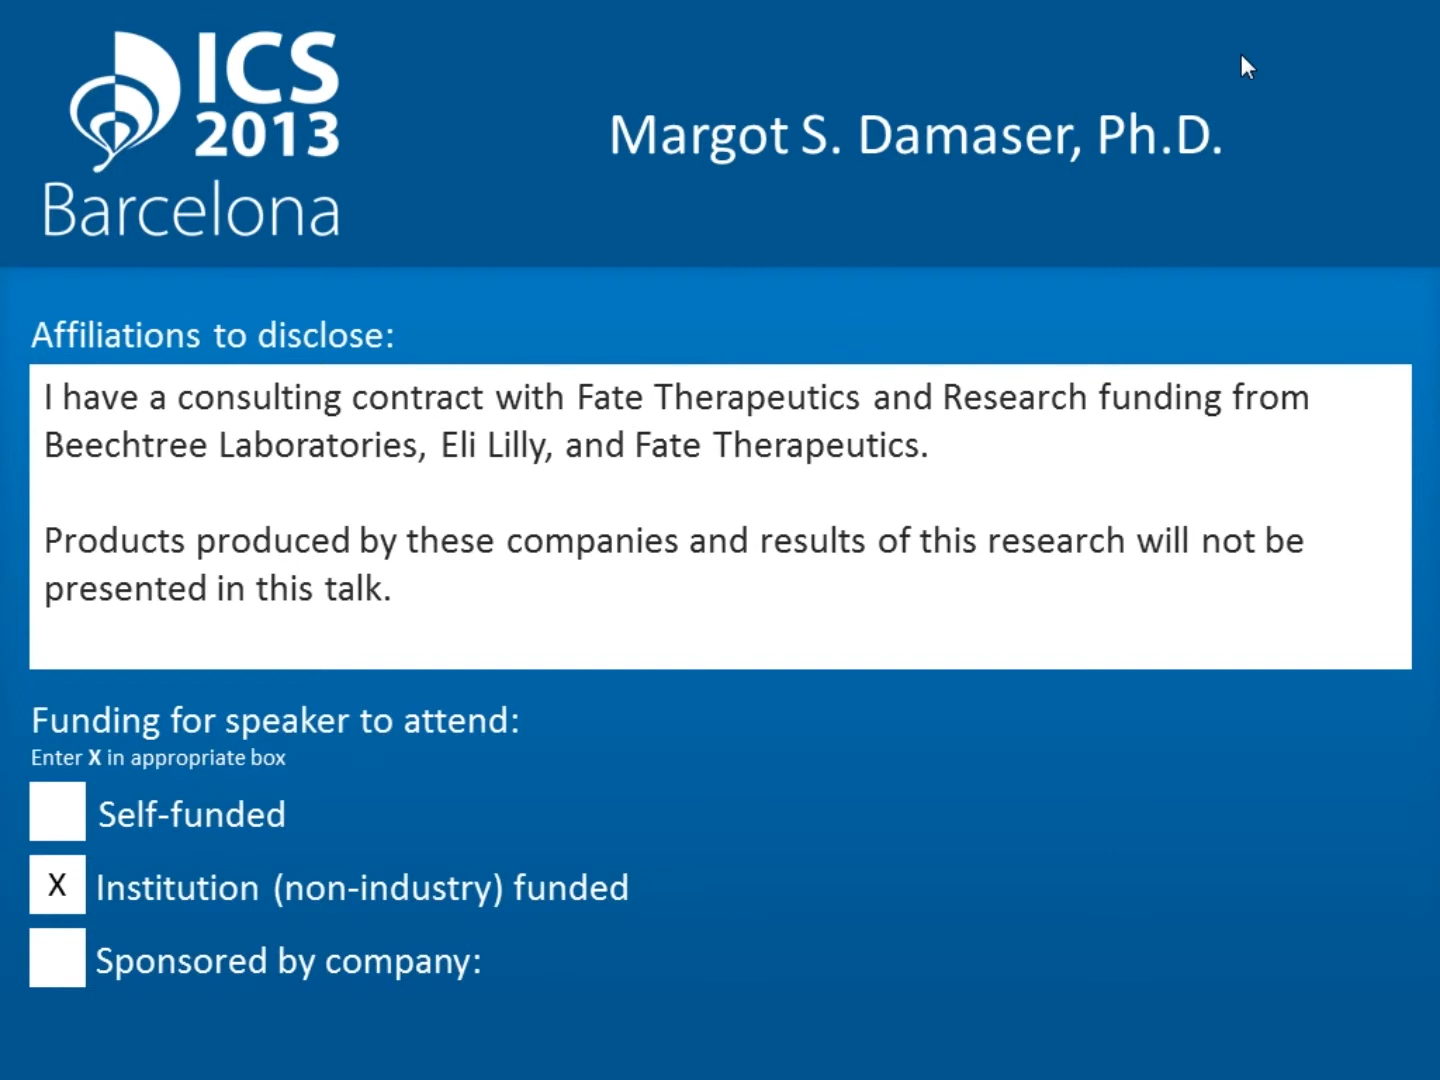 ICS
2013
Barcelona
Margot S. Damaser, Ph.D.
Affiliations to disclose:
I have a consulting contract with Fate Therapeutics and Research funding from
Beechtree Laboratories, Eli Lilly, and Fate Therapeutics.
Products produced by these companies and results of this research will not be
presented in this talk.
Funding for speaker to attend:
Enter X in appropriate box
Self-funded
X Institution (non-industry) funded
Sponsored by company: